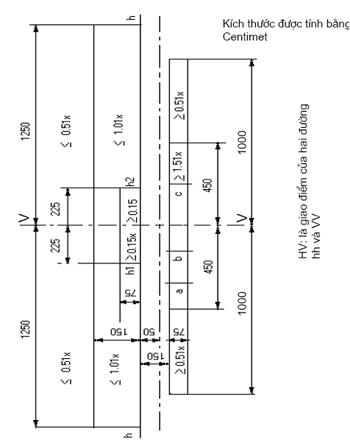 Kích thước được tính bằng
Centimet
h
1250
≤ 0.51x
≤ 1.01x
≥0.51x
1000
≥1.51x
450
h2
c
225
≥0.15
V
V
225
≥0.15x
b
450
h1
75
a
150
50
75
150
1250
≤ 0.51x
≤ 1.01x
≥0.51x
1000
h
HV: là giao điểm của hai đường
hh và VV